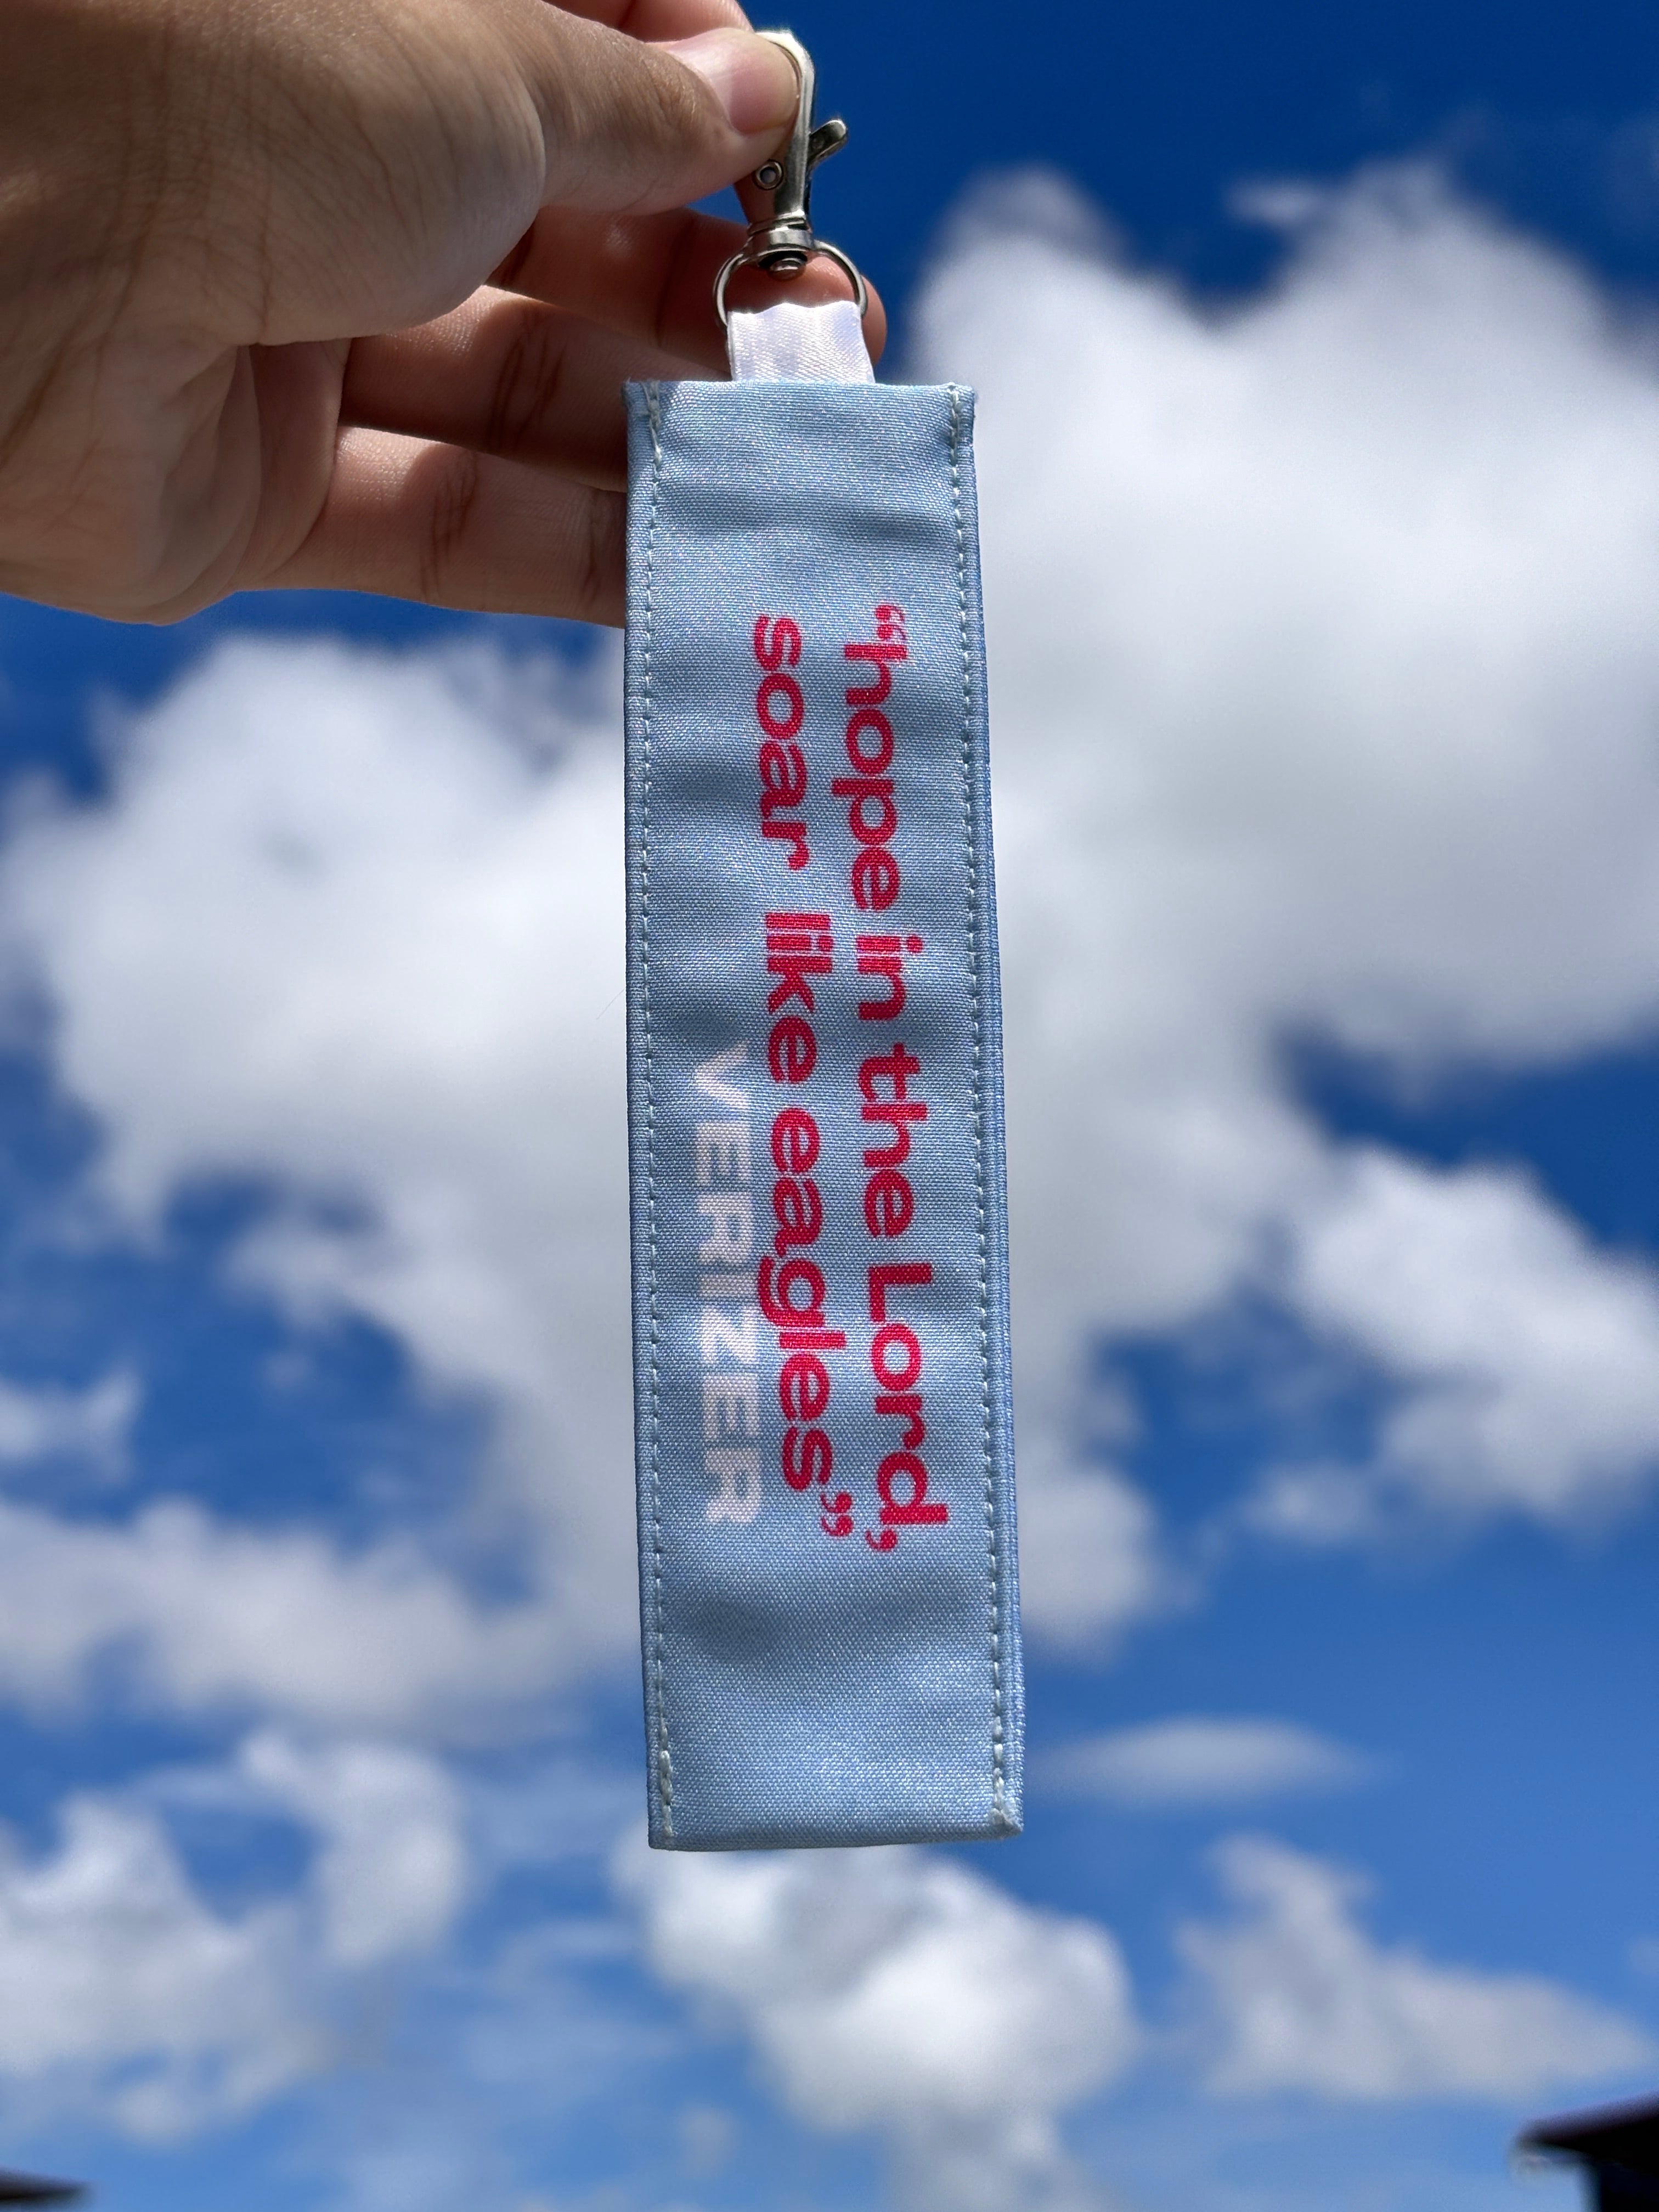 “hope in the Lord,
soar like eagles”
VERIZER